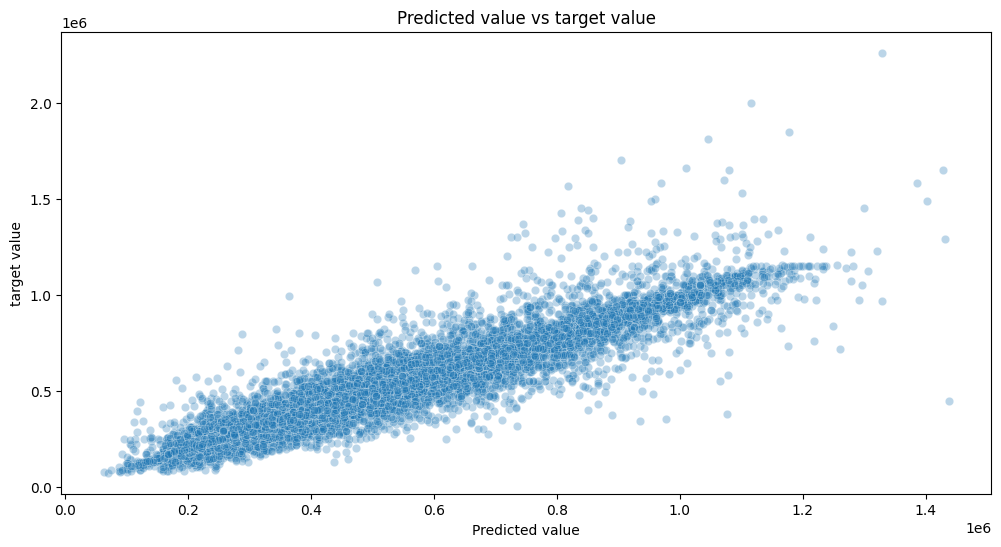 Predicted value vs target value
1e6
target value
2.0
1.5
1.0
0.5
0.0
0.0 0.2 0.4 0.6 0.8 1.0 1.2 1.4
1e6
Predicted value